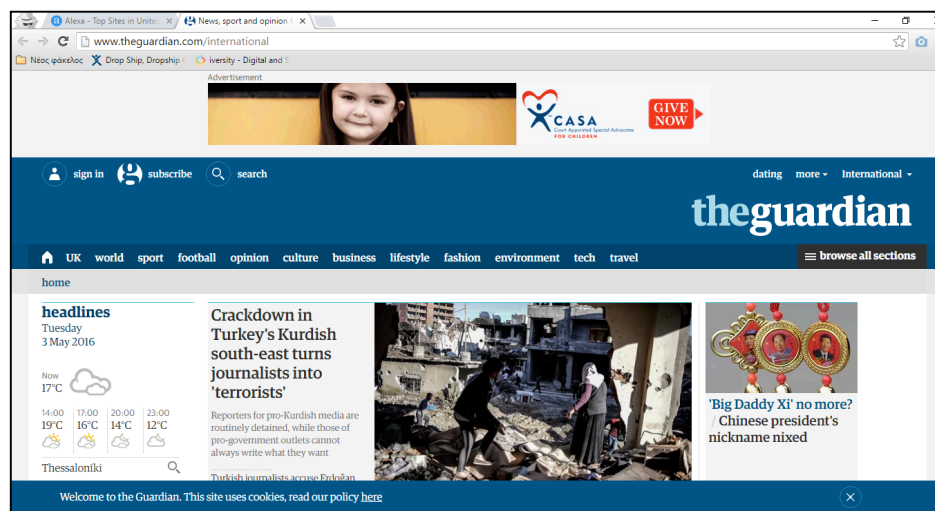 Alexa - Top Sites in United
News, sport and opinion
www.theguardian.com/international
Νέος φάκελος Drop Ship, Dropship iversity - Digital and
Advertisement
CASA
Court Appointed Special Advocates
FOR CHILDREN
GIVE
NOW
sign in subscribe search
dating more International
theguardian
UK world sport football opinion culture business lifestyle fashion environment tech travel
browse all sections
home
headlines
Tuesday
3 May 2016
Now
17°C
14:00 17:00 20:00 23:00
19°C 16°C 14°C 12°C
Thessaloniki
Crackdown in
Turkey's Kurdish
south-east turns
journalists into
'terrorists'
Reporters for pro-Kurdish media are
routinely detained, while those of
pro-government outlets cannot
always write what they want
Turkish journalists accuse Erdoğan
'Big Daddy Xi' no more?
/ Chinese president's
nickname nixed
Welcome to the Guardian. This site uses cookies, read our policy here